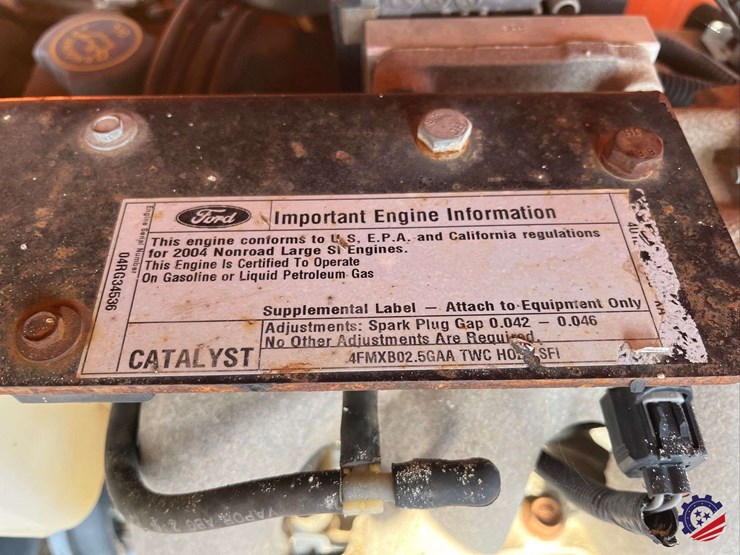 Engine Serial Number
04RG34536
Ford
Important Engine Information
This engine conforms to U.S. E.P.A. and California regulations
for 2004 Nonroad Large SI Engines.
This Engine Is Certified To Operate
On Gasoline or Liquid Petroleum Gas
Supplemental Label — Attach to Equipment Only
CATALYST
Adjustments: Spark Plug Gap 0.042 — 0.046
No Other Adjustments Are Required.
4FMXB02.5GAA TWC SFI
VAPOR